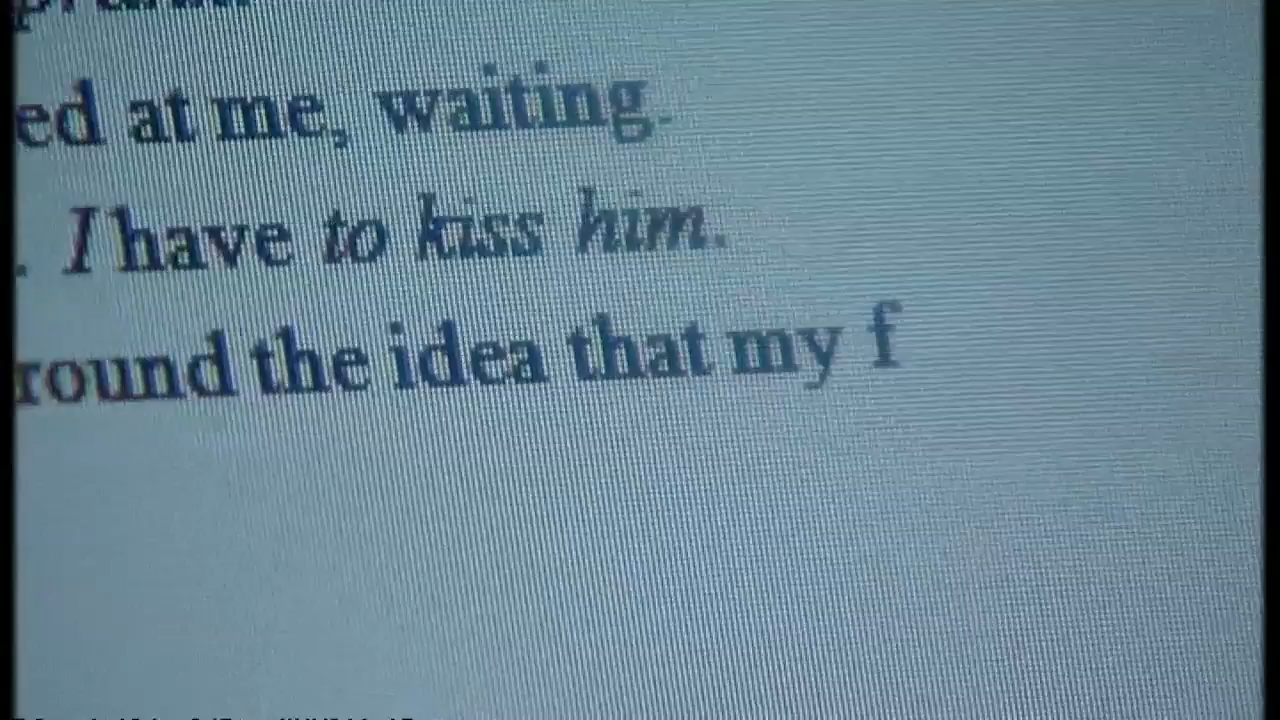 ed at me, waiting.
. I have to kiss him.
round the idea that my f